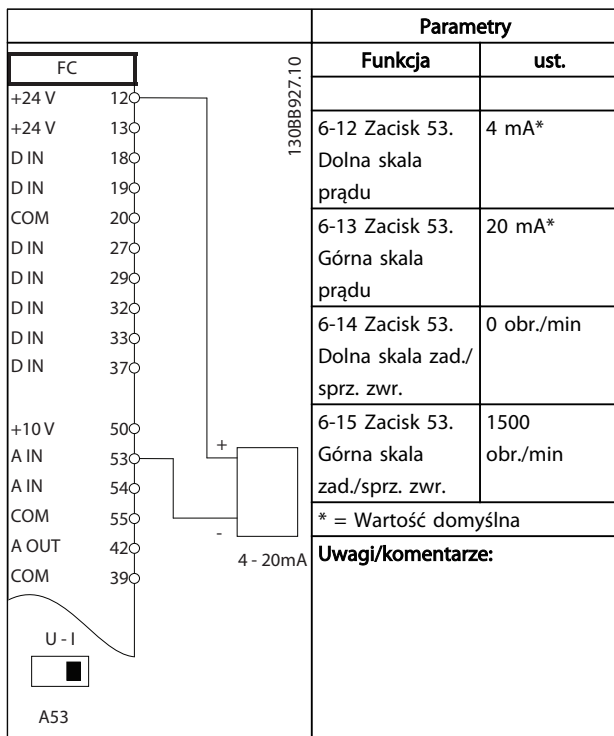 FC
130BB927.10
+24 V 12
+24 V 13
D IN 18
D IN 19
COM 20
D IN 27
D IN 29
D IN 32
D IN 33
D IN 37
+10 V 50
A IN 53
A IN 54
COM 55
A OUT 42
COM 39
+
-
4 - 20mA
U - I
A53
Parametry
Funkcja ust.
6-12 Zacisk 53. 4 mA*
Dolna skala
prądu
6-13 Zacisk 53. 20 mA*
Górna skala
prądu
6-14 Zacisk 53. 0 obr./min
Dolna skala zad./
sprz. zwr.
6-15 Zacisk 53. 1500
Górna skala obr./min
zad./sprz. zwr.
* = Wartość domyślna
Uwagi/komentarze: